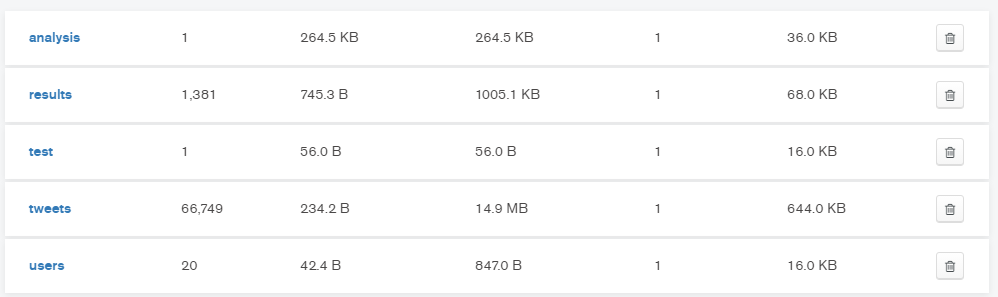 analysis 1 264.5 KB 264.5 KB 1 36.0 KB
results 1,381 745.3 B 1005.1 KB 1 68.0 KB
test 1 56.0 B 56.0 B 1 16.0 KB
tweets 66,749 234.2 B 14.9 MB 1 644.0 KB
users 20 42.4 B 847.0 B 1 16.0 KB